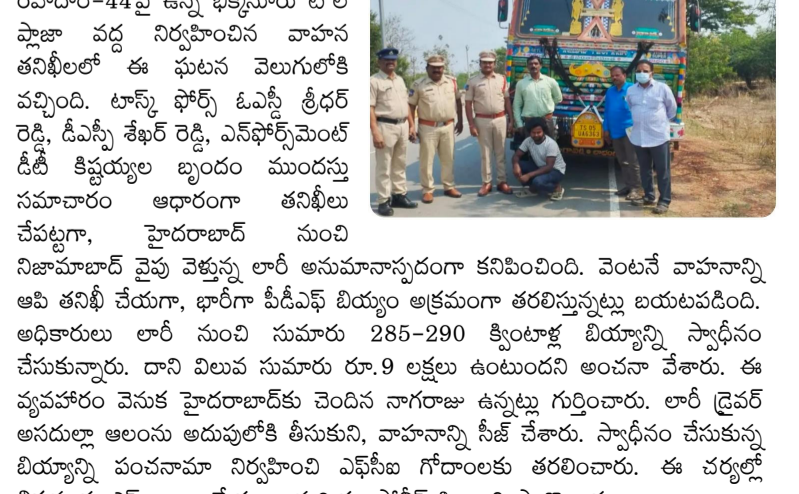 రహదారి-44పై ఉన్న భిక్కనూరు టోల్
ప్లాజా వద్ద నిర్వహించిన వాహన
తనిఖీలలో ఈ ఘటన వెలుగులోకి
వచ్చింది. టాస్క్ ఫోర్స్ ఓఎస్డీ శ్రీధర్
రెడ్డి, డీఎస్పీ శేఖర్ రెడ్డి, ఎన్‌ఫోర్స్‌మెంట్
డీటీ కిష్టయ్యల బృందం ముందస్తు
సమాచారం ఆధారంగా తనిఖీలు
చేపట్టగా, హైదరాబాద్ నుంచి
నిజామాబాద్ వైపు వెళ్తున్న లారీ అనుమానాస్పదంగా కనిపించింది. వెంటనే వాహనాన్ని
ఆపి తనిఖీ చేయగా, భారీగా పీడీఎఫ్ బియ్యం అక్రమంగా తరలిస్తున్నట్లు బయటపడింది.
అధికారులు లారీ నుంచి సుమారు 285-290 క్వింటాళ్ల బియ్యాన్ని స్వాధీనం
చేసుకున్నారు. దాని విలువ సుమారు రూ.9 లక్షలు ఉంటుందని అంచనా వేశారు. ఈ
వ్యవహారం వెనుక హైదరాబాద్‌కు చెందిన నాగరాజు ఉన్నట్లు గుర్తించారు. లారీ డ్రైవర్
అసదుల్లా ఆలంను అదుపులోకి తీసుకుని, వాహనాన్ని సీజ్ చేశారు. స్వాధీనం చేసుకున్న
బియ్యాన్ని పంచనామా నిర్వహించి ఎఫ్‌సీఐ గోదాంలకు తరలించారు. ఈ చర్యల్లో